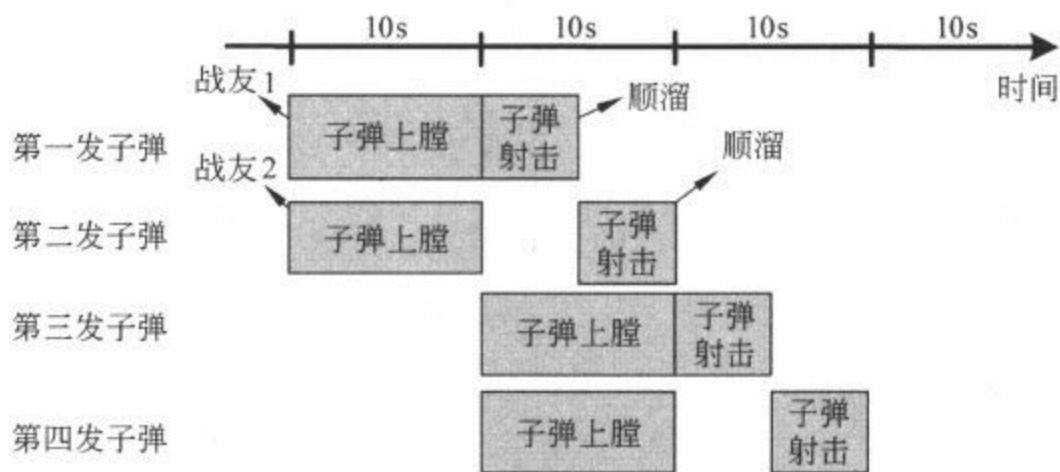 10s 10s 10s 10s
时间
战友1
顺溜
第一发子弹 子弹上膛 子弹
射击
战友2
顺溜
第二发子弹 子弹上膛 子弹
射击
第三发子弹 子弹上膛 子弹
射击
第四发子弹 子弹上膛 子弹
射击